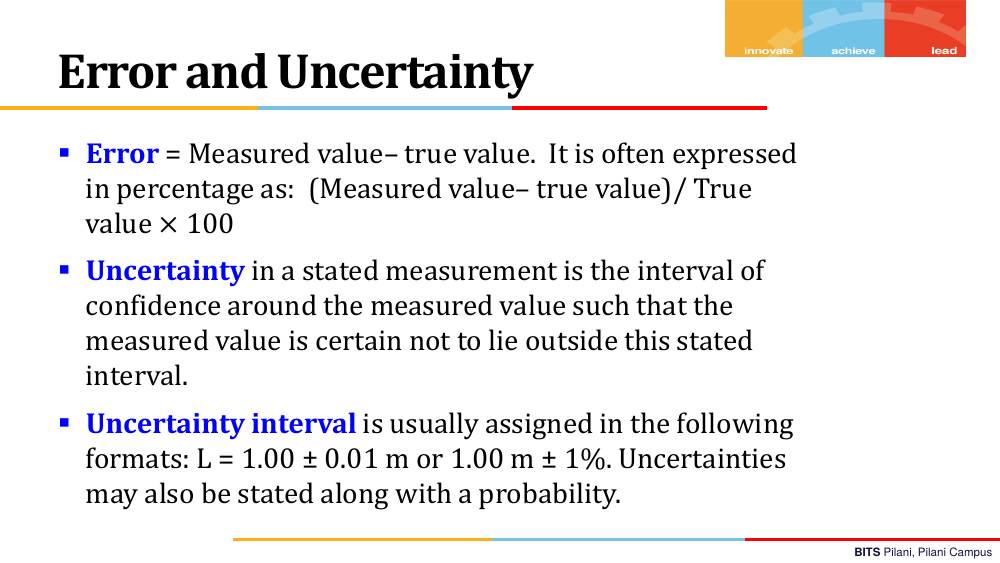 innovate achieve lead
Error and Uncertainty
▪ Error = Measured value– true value. It is often expressed
in percentage as: (Measured value– true value)/ True
value × 100
▪ Uncertainty in a stated measurement is the interval of
confidence around the measured value such that the
measured value is certain not to lie outside this stated
interval.
▪ Uncertainty interval is usually assigned in the following
formats: L = 1.00 ± 0.01 m or 1.00 m ± 1%. Uncertainties
may also be stated along with a probability.
BITS Pilani, Pilani Campus